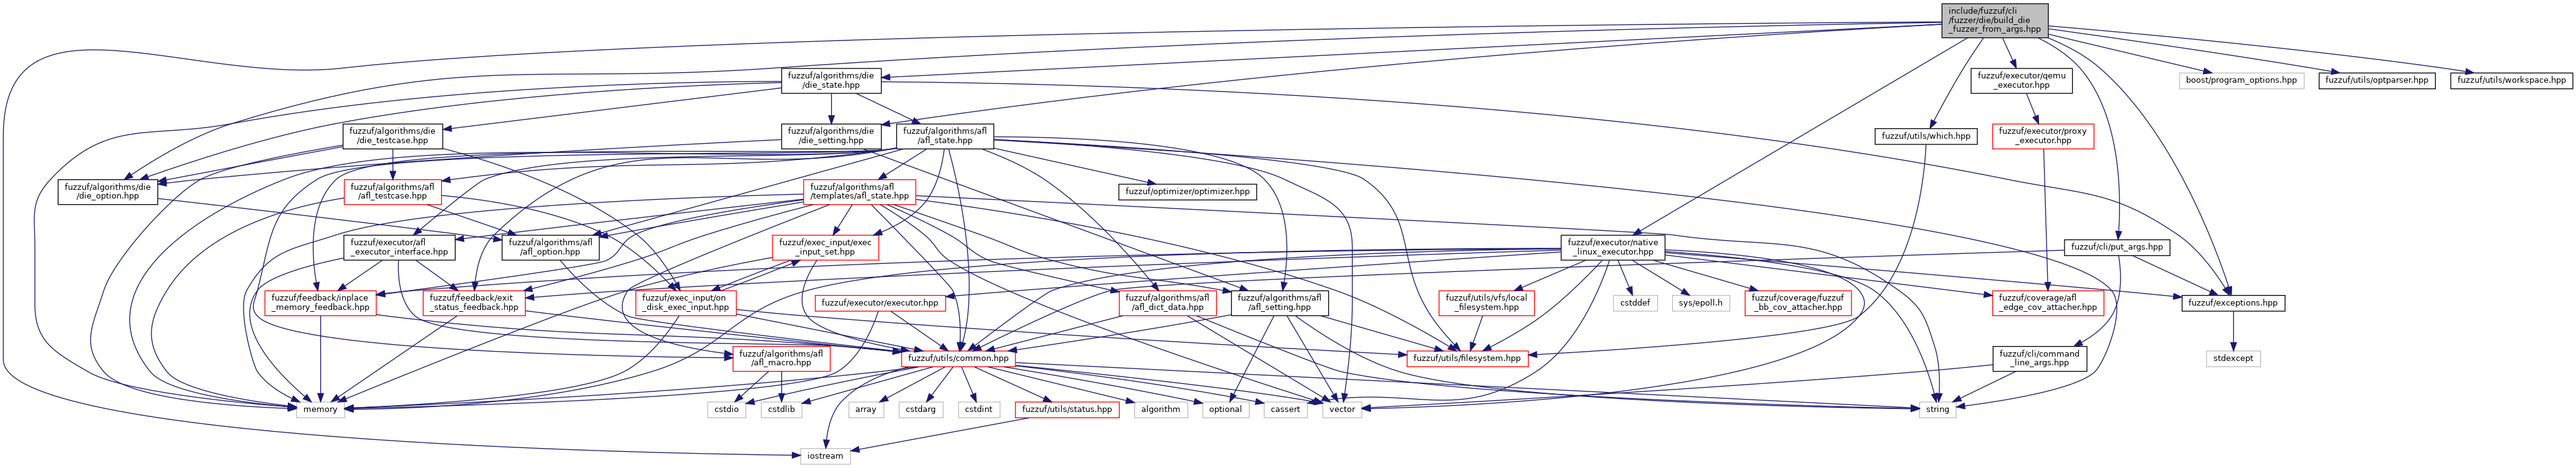 include/fuzzuf/cli
/fuzzer/die/build_die
_fuzzer_from_args.hpp
fuzzuf/algorithms/die
/die_state.hpp
fuzzuf/executor/qemu
_executor.hpp
boost/program_options.hpp
fuzzuf/utils/optparser.hpp
fuzzuf/utils/workspace.hpp
fuzzuf/algorithms/die
/die_testcase.hpp
fuzzuf/algorithms/die
/die_setting.hpp
fuzzuf/algorithms/afl
/afl_state.hpp
fuzzuf/utils/which.hpp
fuzzuf/executor/proxy
_executor.hpp
fuzzuf/algorithms/die
/die_option.hpp
fuzzuf/algorithms/afl
/afl_testcase.hpp
fuzzuf/algorithms/afl
/templates/afl_state.hpp
fuzzuf/optimizer/optimizer.hpp
fuzzuf/executor/afl
_executor_interface.hpp
fuzzuf/algorithms/afl
/afl_option.hpp
fuzzuf/exec_input/exec
_input_set.hpp
fuzzuf/executor/native
_linux_executor.hpp
fuzzuf/cli/put_args.hpp
fuzzuf/feedback/inplace
_memory_feedback.hpp
fuzzuf/feedback/exit
_status_feedback.hpp
fuzzuf/exec_input/on
_disk_exec_input.hpp
fuzzuf/executor/executor.hpp
fuzzuf/algorithms/afl
/afl_dict_data.hpp
fuzzuf/algorithms/afl
/afl_setting.hpp
fuzzuf/utils/vfs/local
_filesystem.hpp
cstddef
sys/epoll.h
fuzzuf/coverage/fuzzuf
_bb_cov_attacher.hpp
fuzzuf/coverage/afl
_edge_cov_attacher.hpp
fuzzuf/exceptions.hpp
fuzzuf/algorithms/afl
/afl_macro.hpp
fuzzuf/utils/common.hpp
fuzzuf/utils/filesystem.hpp
fuzzuf/cli/command
_line_args.hpp
stdexcept
memory
cstdio
cstdlib
array
cstdarg
cstdint
fuzzuf/utils/status.hpp
algorithm
optional
cassert
vector
string
iostream